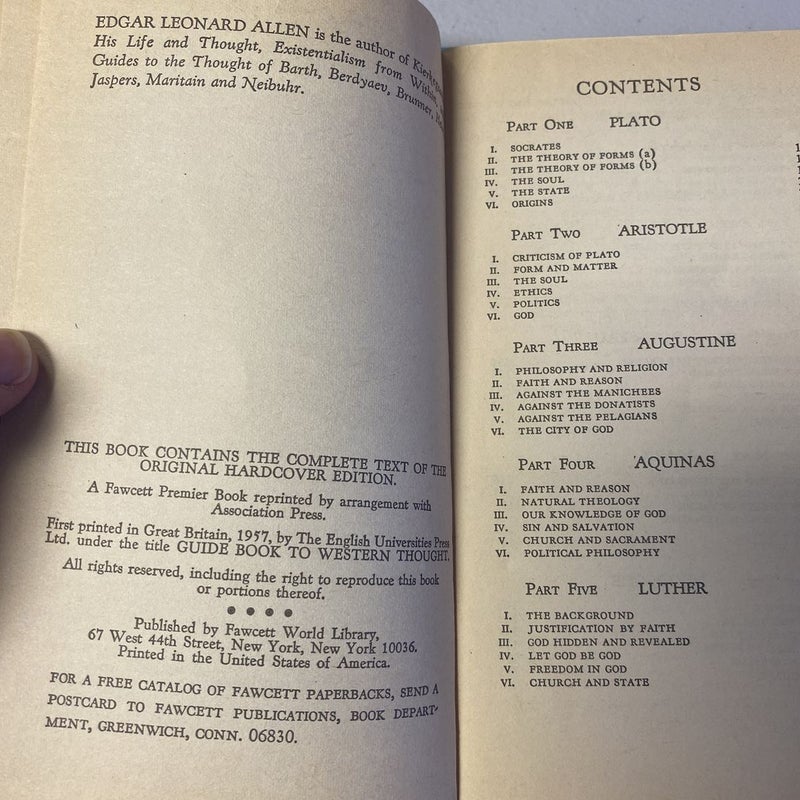 EDGAR LEONARD ALLEN is the author of
His Life and Thought, Existentialism from Within,
Guides to the Thought of Barth, Berdyaev, Brunner,
Jaspers, Maritain and Neibuhr.
THIS BOOK CONTAINS THE COMPLETE TEXT OF THE
ORIGINAL HARDCOVER EDITION.
A Fawcett Premier Book reprinted by arrangement with
Association Press.
First printed in Great Britain, 1957, by The English Universities Press
Ltd. under the title GUIDE BOOK TO WESTERN THOUGHT.
All rights reserved, including the right to reproduce this book
or portions thereof.
Published by Fawcett World Library,
67 West 44th Street, New York, New York 10036.
Printed in the United States of America.
FOR A FREE CATALOG OF FAWCETT PAPERBACKS, SEND A
POSTCARD TO FAWCETT PUBLICATIONS, BOOK DEPART-
MENT, GREENWICH, CONN. 06830.
CONTENTS
PART ONE PLATO
I. SOCRATES
II. THE THEORY OF FORMS (a)
III. THE THEORY OF FORMS (b)
IV. THE SOUL
V. THE STATE
VI. ORIGINS
PART TWO ARISTOTLE
I. CRITICISM OF PLATO
II. FORM AND MATTER
III. THE SOUL
IV. ETHICS
V. POLITICS
VI. GOD
PART THREE AUGUSTINE
I. PHILOSOPHY AND RELIGION
II. FAITH AND REASON
III. AGAINST THE MANICHEES
IV. AGAINST THE DONATISTS
V. AGAINST THE PELAGIANS
VI. THE CITY OF GOD
PART FOUR AQUINAS
I. FAITH AND REASON
II. NATURAL THEOLOGY
III. OUR KNOWLEDGE OF GOD
IV. SIN AND SALVATION
V. CHURCH AND SACRAMENT
VI. POLITICAL PHILOSOPHY
PART FIVE LUTHER
I. THE BACKGROUND
II. JUSTIFICATION BY FAITH
III. GOD HIDDEN AND REVEALED
IV. LET GOD BE GOD
V. FREEDOM IN GOD
VI. CHURCH AND STATE